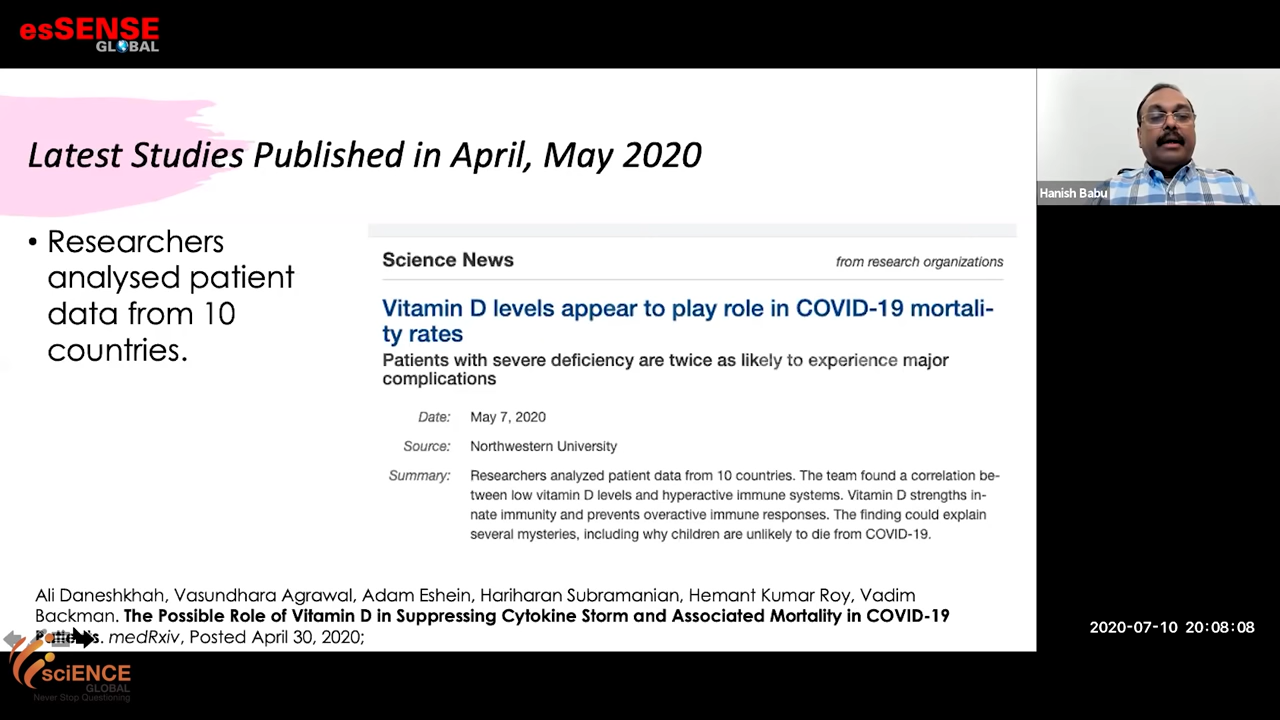 esSENSE
GLOBAL
Latest Studies Published in April, May 2020
• Researchers
analysed patient
data from 10
countries.
Science News
from research organizations
Vitamin D levels appear to play role in COVID-19 mortali-
ty rates
Patients with severe deficiency are twice as likely to experience major
complications
Date: May 7, 2020
Source: Northwestern University
Summary: Researchers analyzed patient data from 10 countries. The team found a correlation be-
tween low vitamin D levels and hyperactive immune systems. Vitamin D strengths in-
nate immunity and prevents overactive immune responses. The finding could explain
several mysteries, including why children are unlikely to die from COVID-19.
Ali Daneshkhah, Vasundhara Agrawal, Adam Eshein, Hariharan Subramanian, Hemant Kumar Roy, Vadim
Backman. The Possible Role of Vitamin D in Suppressing Cytokine Storm and Associated Mortality in COVID-19
medRxiv, Posted April 30, 2020;
Hanish Babu
2020-07-10 20:08:08
sciENCE
GLOBAL
Never Stop Questioning